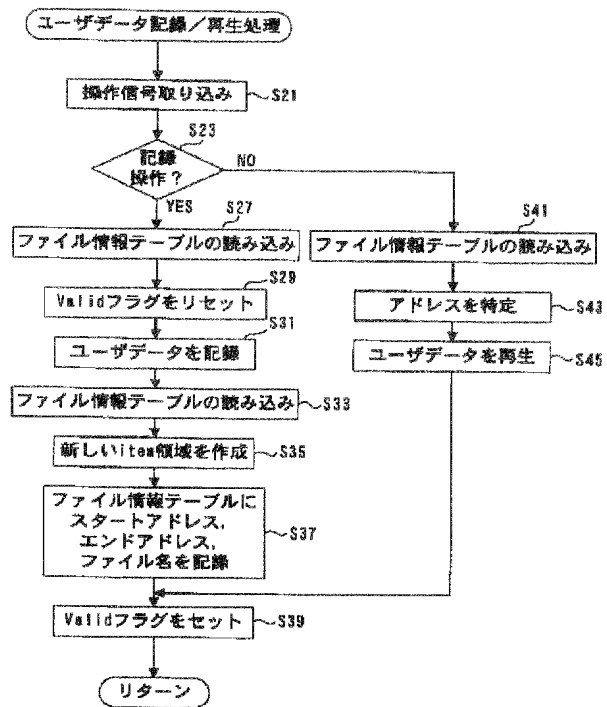 ユーザデータ記録／再生処理
操作信号取り込み
S21
S23
記録
操作？
NO
YES
S27
ファイル情報テーブルの読み込み
S29
Validフラグをリセット
S31
ユーザデータを記録
ファイル情報テーブルの読み込み
S33
新しいitem領域を作成
S35
ファイル情報テーブルに
スタートアドレス，
エンドアドレス，
ファイル名を記録
S37
S41
ファイル情報テーブルの読み込み
アドレスを特定
S43
ユーザデータを再生
S45
Validフラグをセット
S39
リターン